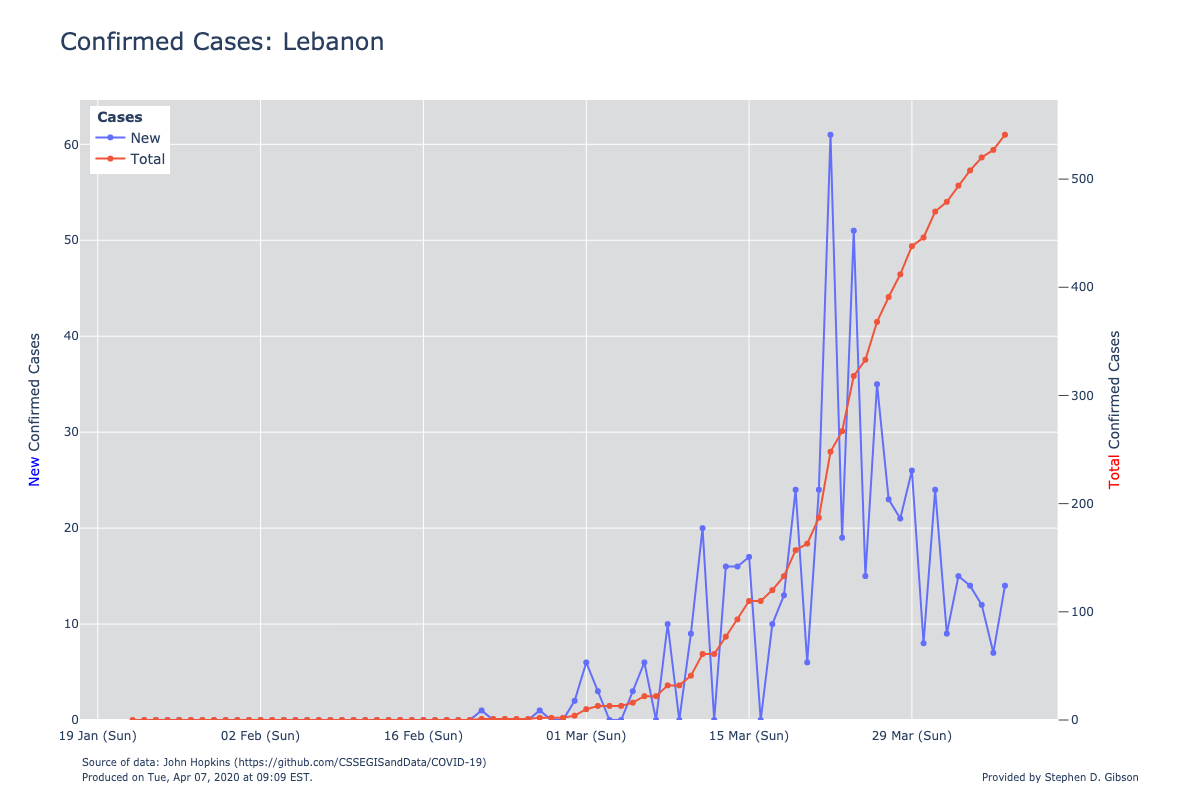 Confirmed Cases: Lebanon
Cases
New
Total
60
50
40
30
20
10
0
New Confirmed Cases
500
400
300
200
100
0
Total Confirmed Cases
19 Jan (Sun) 02 Feb (Sun) 16 Feb (Sun) 01 Mar (Sun) 15 Mar (Sun) 29 Mar (Sun)
Source of data: John Hopkins (https://github.com/CSSEGISandData/COVID-19)
Produced on Tue, Apr 07, 2020 at 09:09 EST.
Provided by Stephen D. Gibson